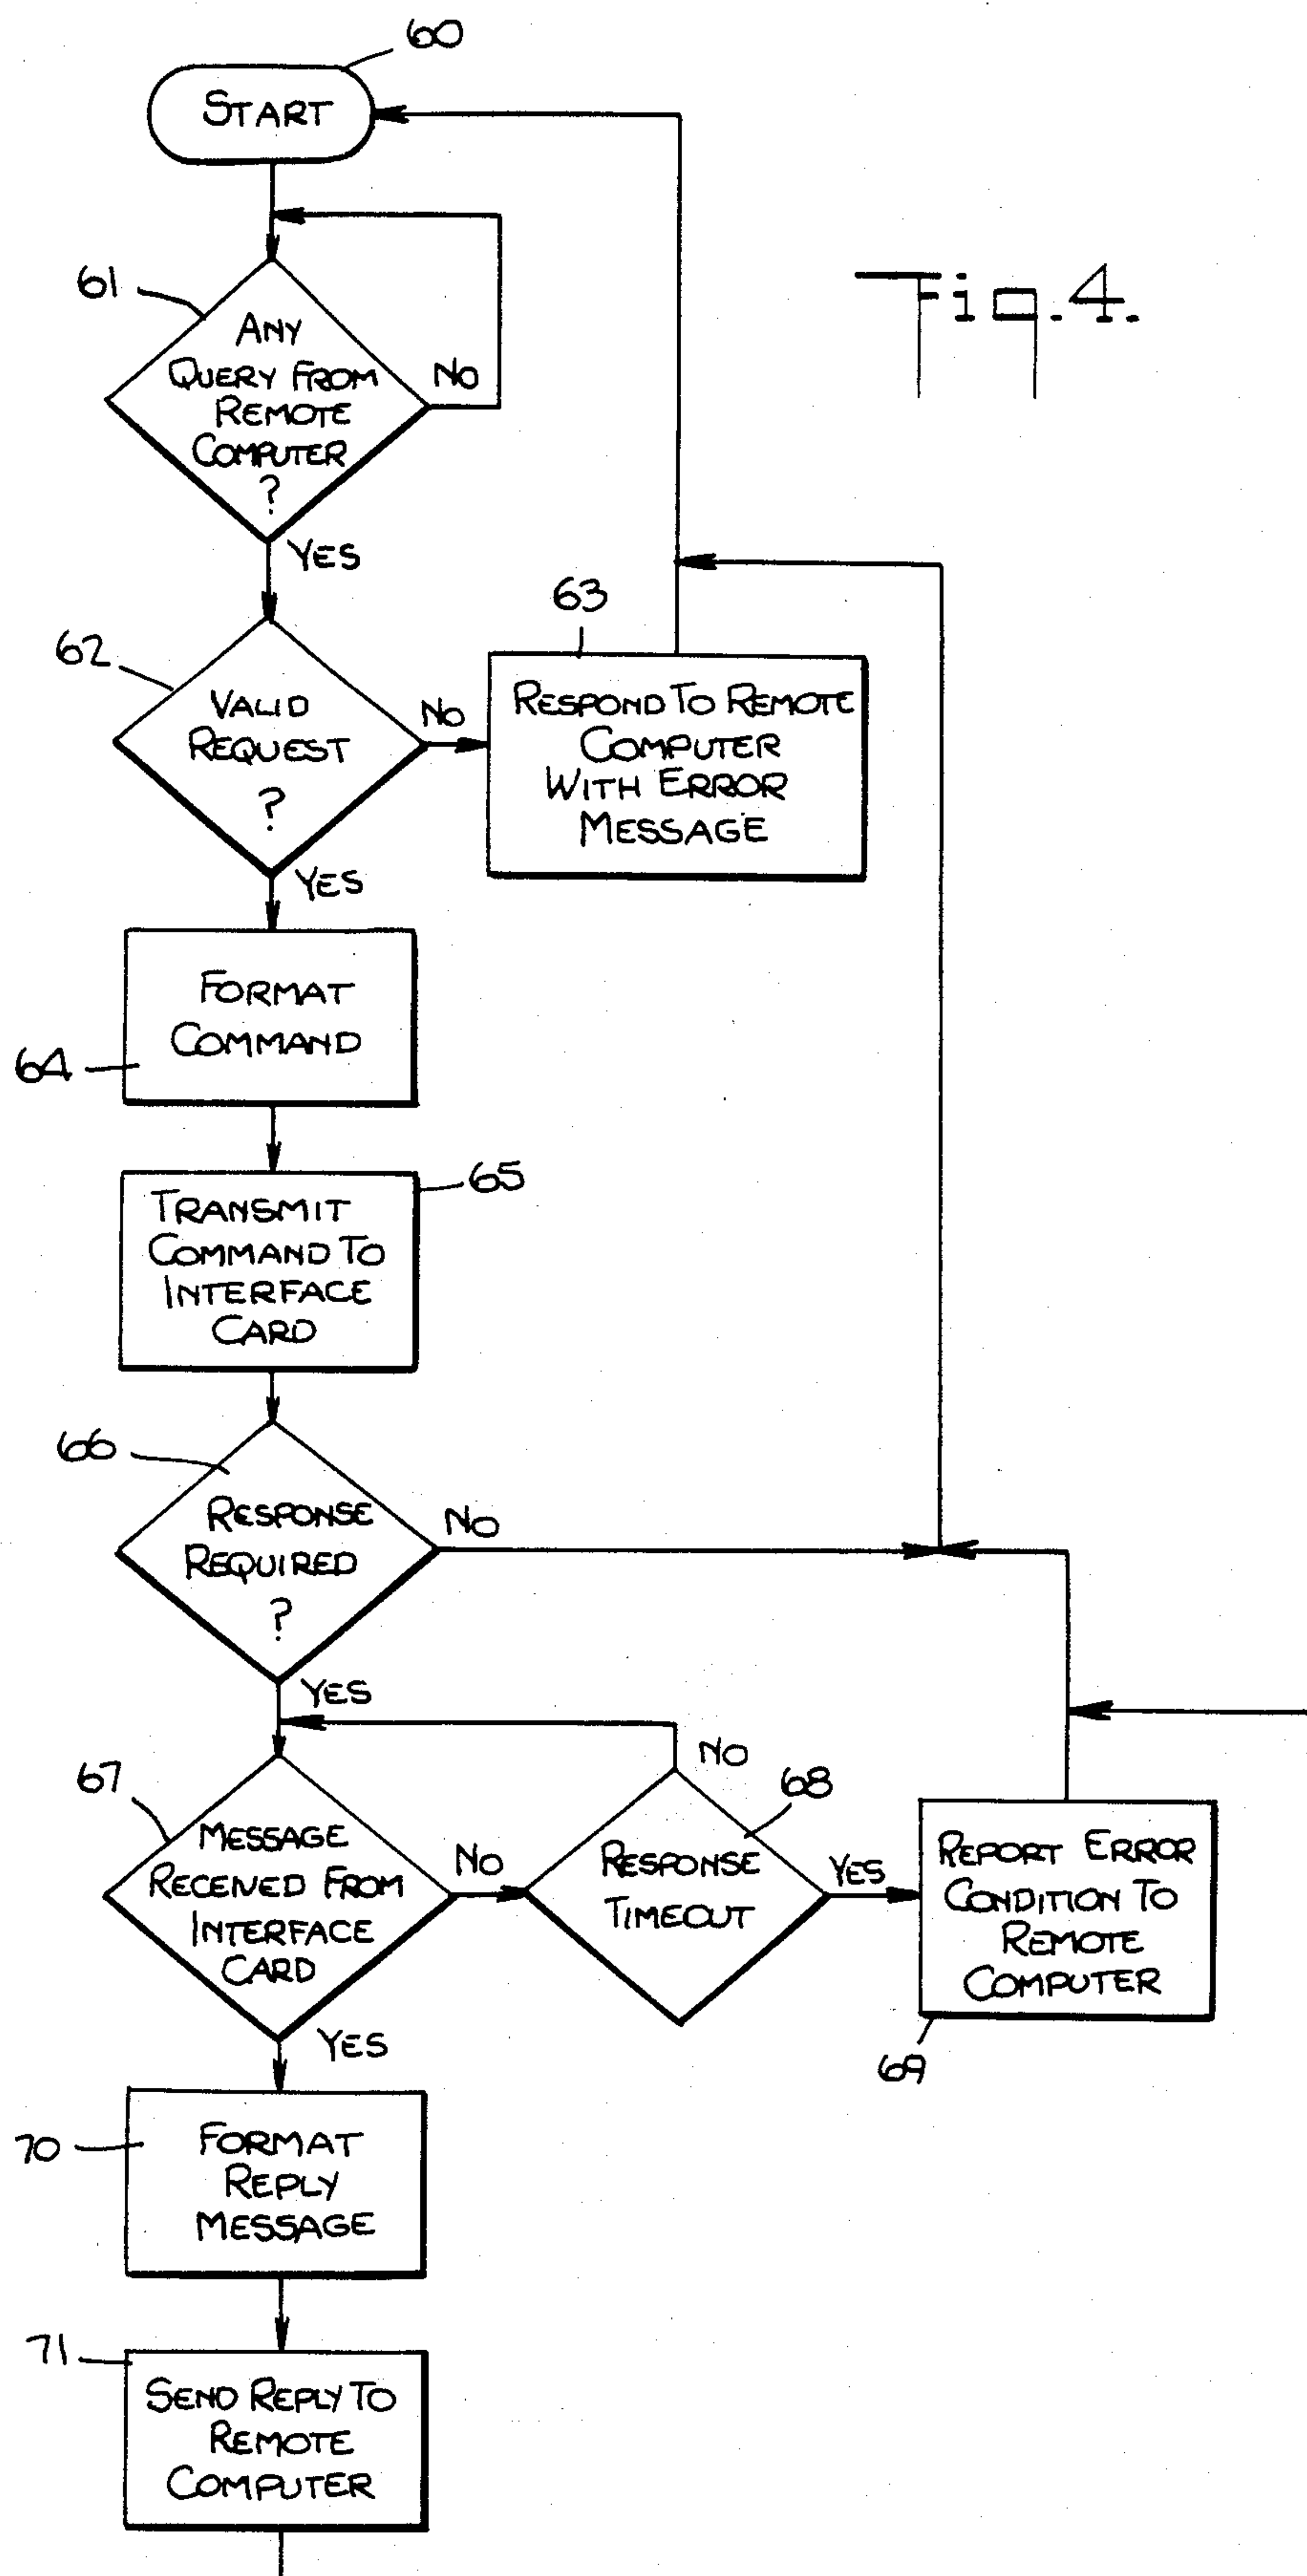 60
START
Fig. 4.
61
ANY
QUERY FROM
REMOTE
COMPUTER
?
NO
YES
62
VALID
REQUEST
?
NO
YES
63
RESPOND TO REMOTE
COMPUTER
WITH ERROR
MESSAGE
FORMAT
COMMAND
64
65
TRANSMIT
COMMAND TO
INTERFACE
CARD
66
RESPONSE
REQUIRED
?
NO
YES
67
MESSAGE
RECEIVED FROM
INTERFACE
CARD
NO
YES
NO
68
RESPONSE
TIMEOUT
YES
REPORT ERROR
CONDITION TO
REMOTE
COMPUTER
69
70
FORMAT
REPLY
MESSAGE
71
SEND REPLY TO
REMOTE
COMPUTER